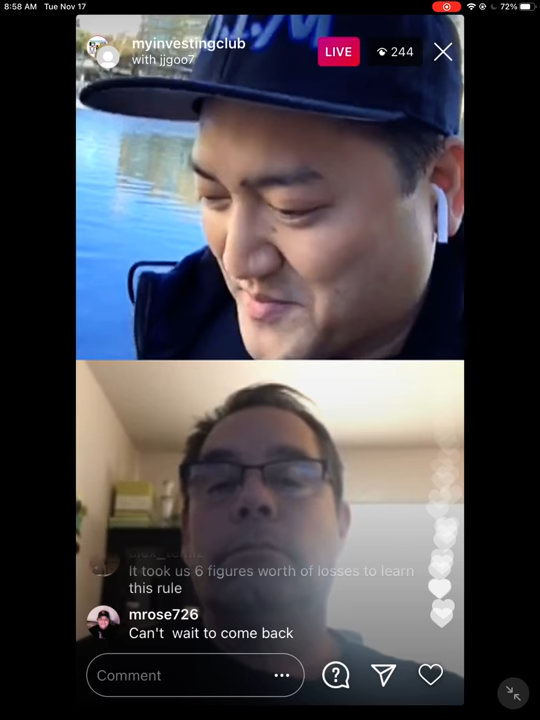 8:58 AM Tue Nov 17
72%
myinvestingclub
with jjgoo7
LIVE
244
It took us 6 figures worth of losses to learn
this rule
mrose726
Can't wait to come back
Comment